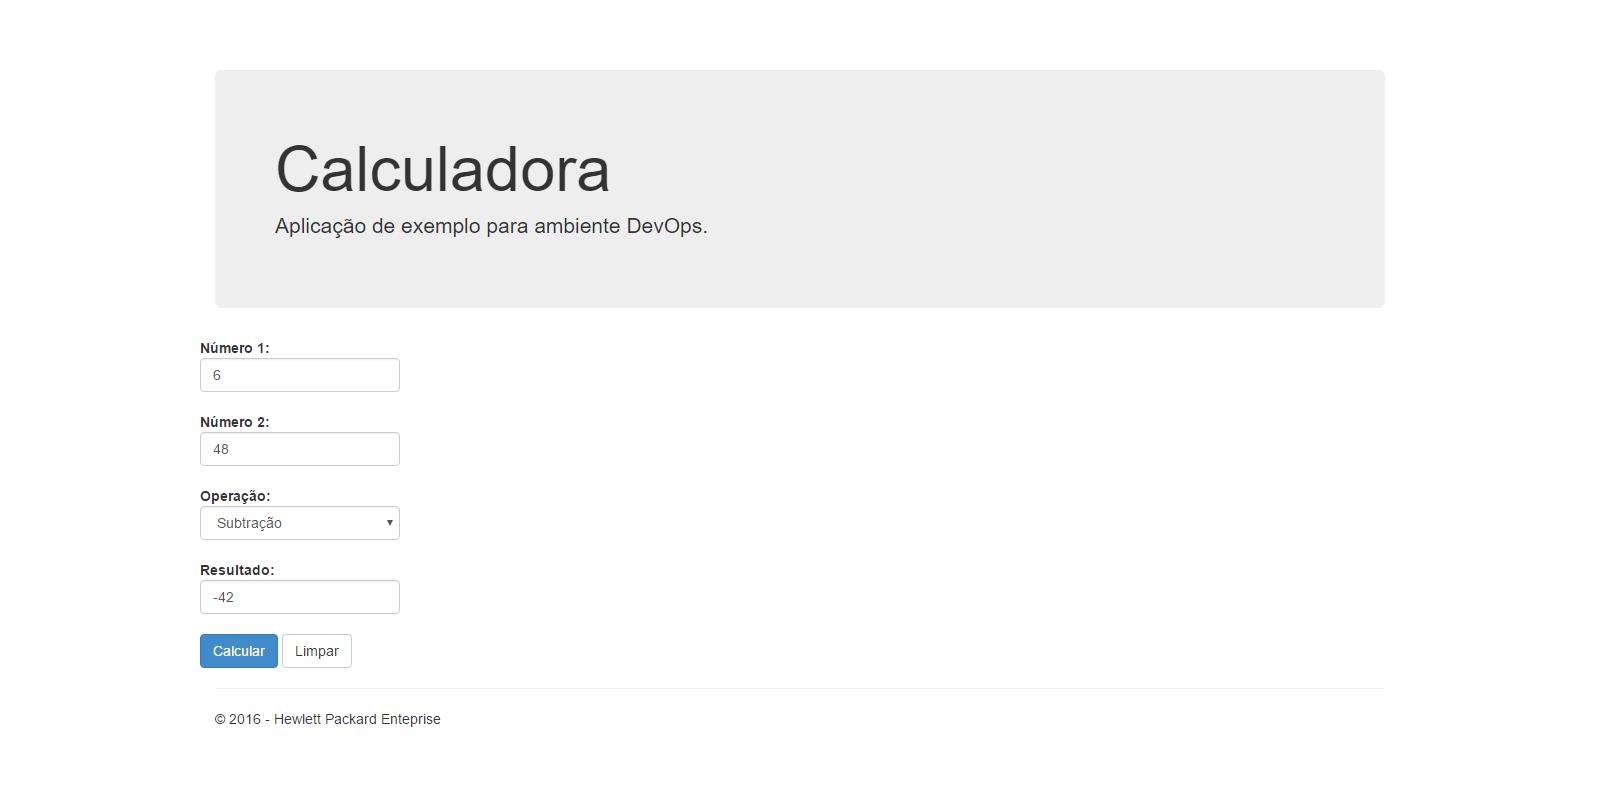 Calculadora
Aplicação de exemplo para ambiente DevOps.
Número 1:
6
Número 2:
48
Operação:
Subtração
Resultado:
-42
Calcular Limpar
© 2016 - Hewlett Packard Enteprise